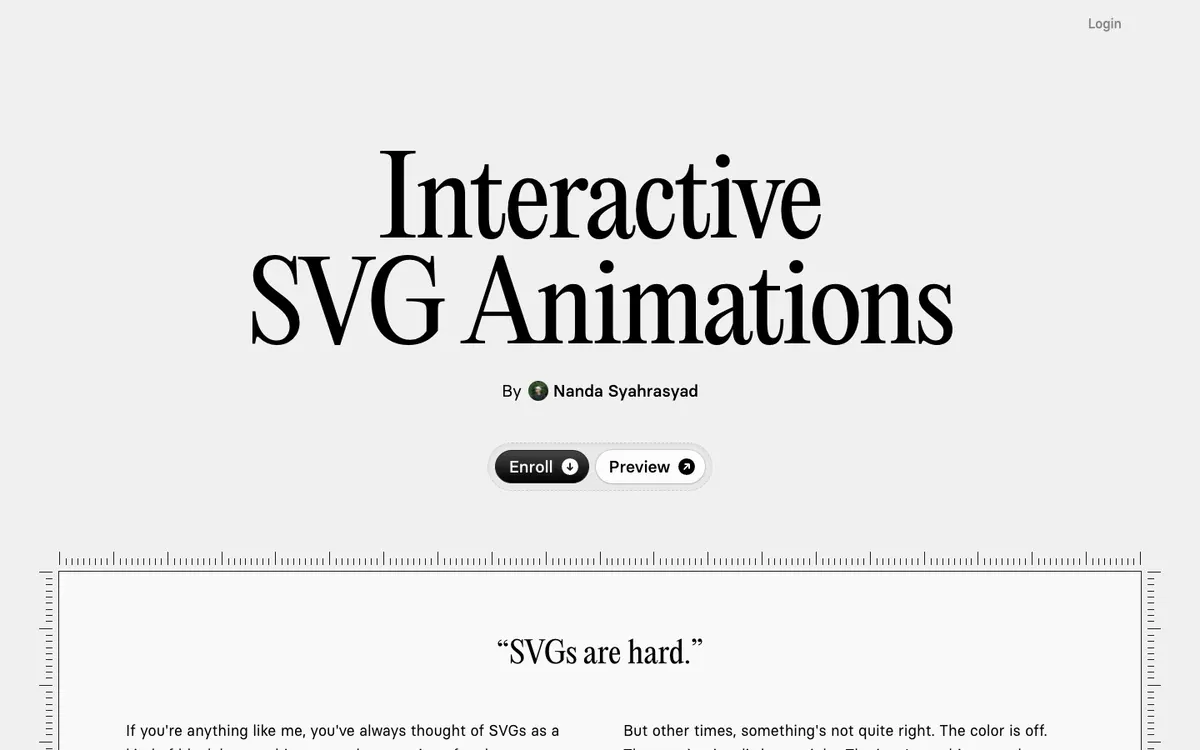 Login
Interactive
SVG Animations
By Nanda Syahrasyad
Enroll
Preview
“SVGs are hard.”
If you're anything like me, you've always thought of SVGs as a
But other times, something's not quite right. The color is off.